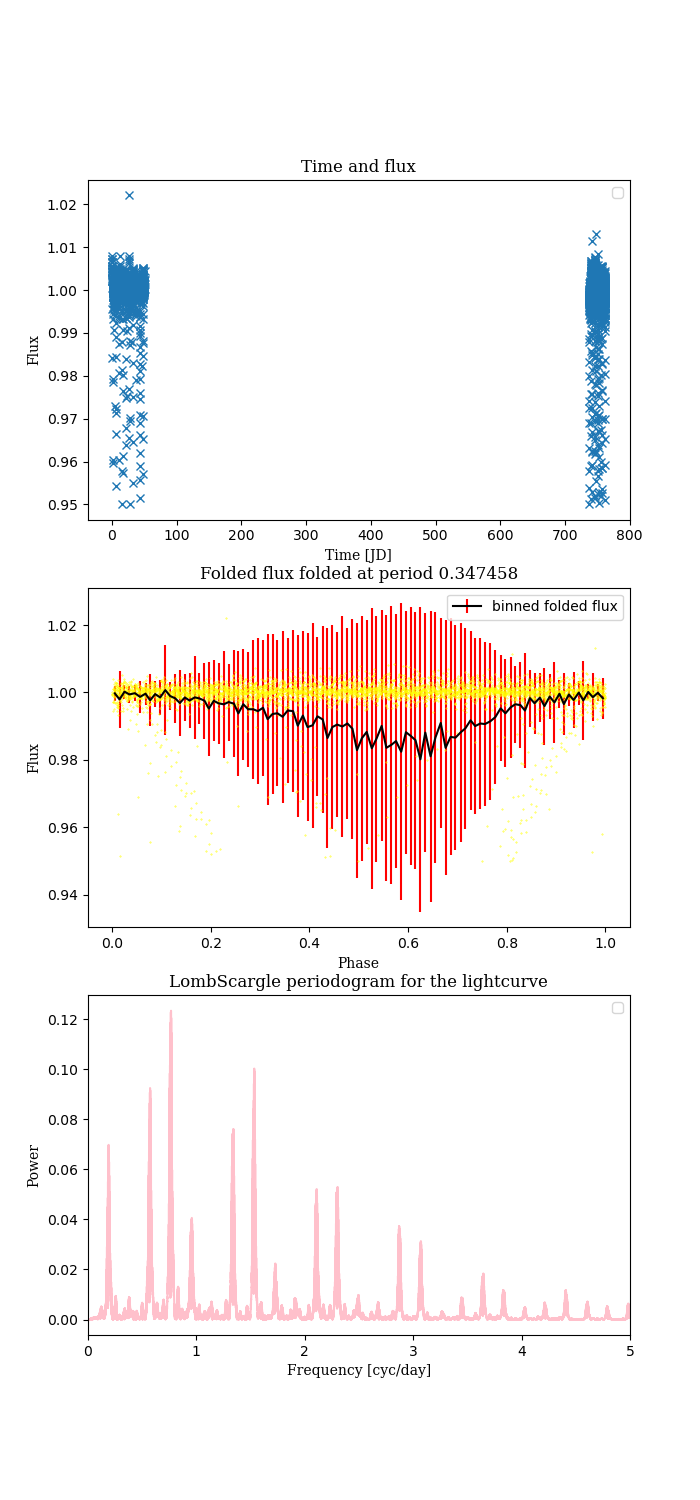 Time and flux
1.02
1.01
1.00
0.99
0.98
0.97
0.96
0.95
Flux
0 100 200 300 400 500 600 700 800
Time [JD]
Folded flux folded at period 0.347458
binned folded flux
1.02
1.00
0.98
0.96
0.94
Flux
0.0 0.2 0.4 0.6 0.8 1.0
Phase
LombScargle periodogram for the lightcurve
0.12
0.10
0.08
0.06
0.04
0.02
0.00
Power
0 1 2 3 4 5
Frequency [cyc/day]